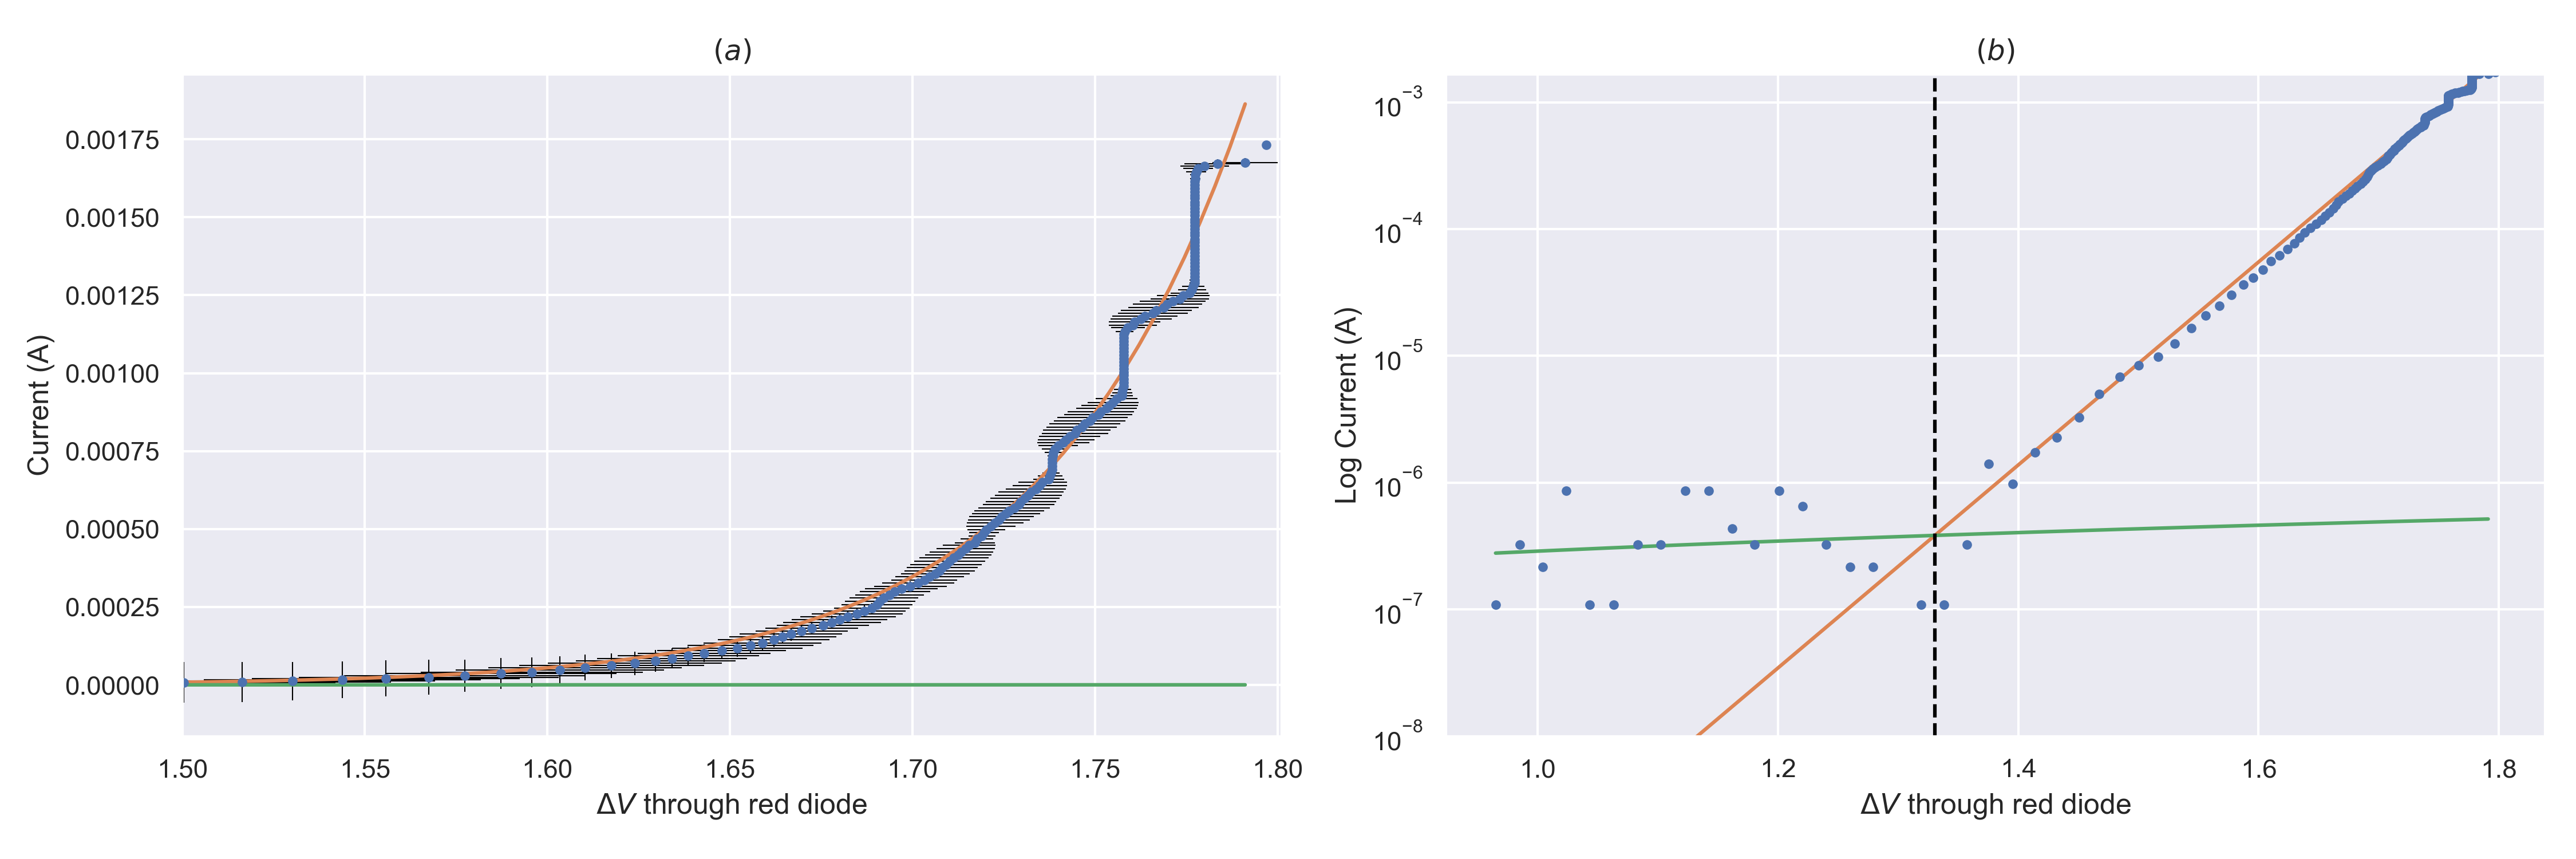 (a)
Current (A)
0.00175
0.00150
0.00125
0.00100
0.00075
0.00050
0.00025
0.00000
1.50 1.55 1.60 1.65 1.70 1.75 1.80
ΔV through red diode
(b)
Log Current (A)
10⁻³
10⁻⁴
10⁻⁵
10⁻⁶
10⁻⁷
10⁻⁸
1.0 1.2 1.4 1.6 1.8
ΔV through red diode